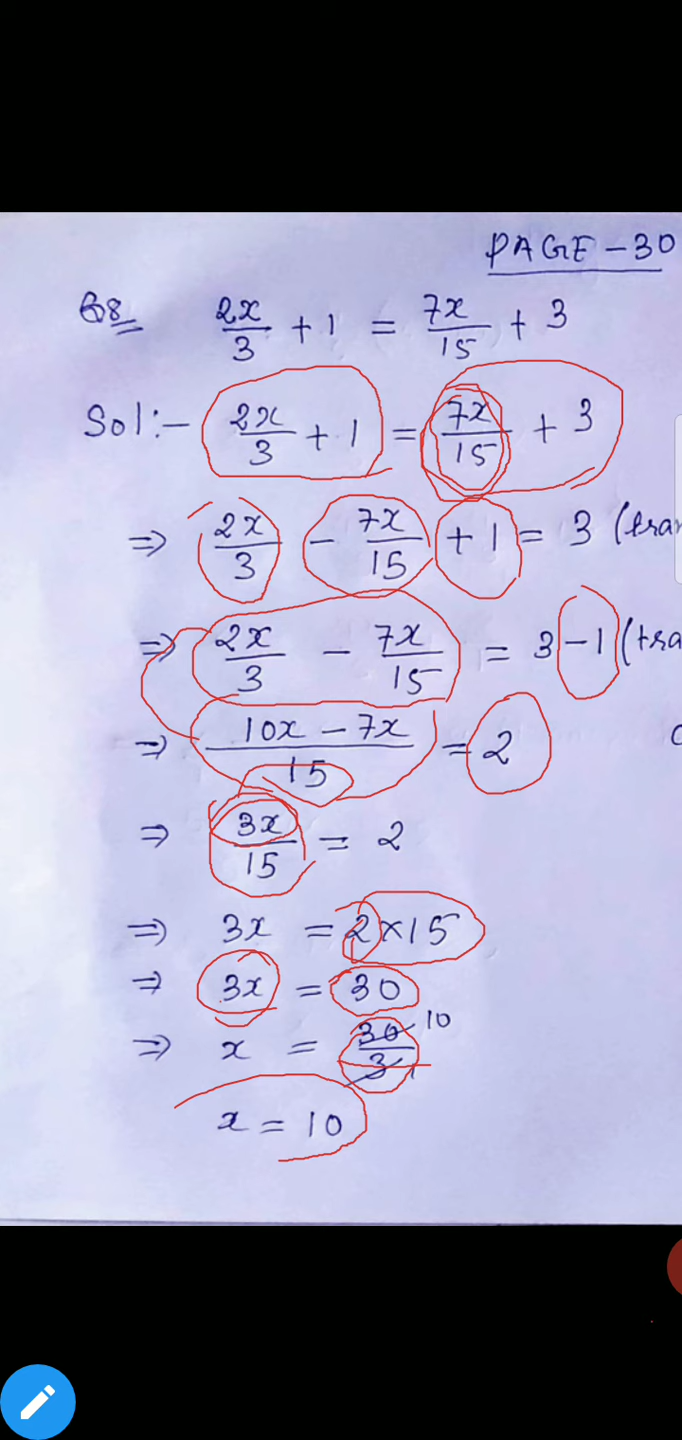 PAGE-30
Q8 2x/3 + 1 = 7x/15 + 3
Sol:- 2x/3 + 1 = 7x/15 + 3
⇒ 2x/3 - 7x/15 + 1 = 3
⇒ 2x/3 - 7x/15 = 3 - 1
⇒ 10x - 7x/15 = 2
⇒ 3x/15 = 2
⇒ 3x = 2×15
⇒ 3x = 30
⇒ x = 30/3 10 1
x = 10